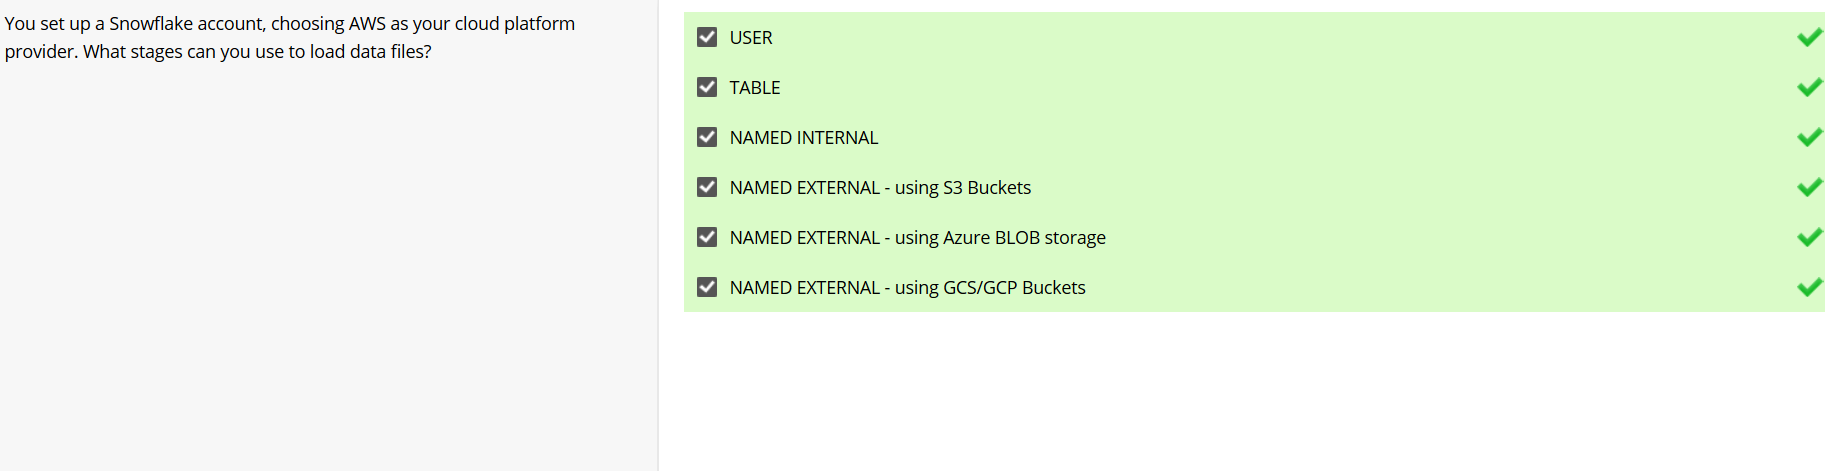 You set up a Snowflake account, choosing AWS as your cloud platform
provider. What stages can you use to load data files?
USER
TABLE
NAMED INTERNAL
NAMED EXTERNAL - using S3 Buckets
NAMED EXTERNAL - using Azure BLOB storage
NAMED EXTERNAL - using GCS/GCP Buckets